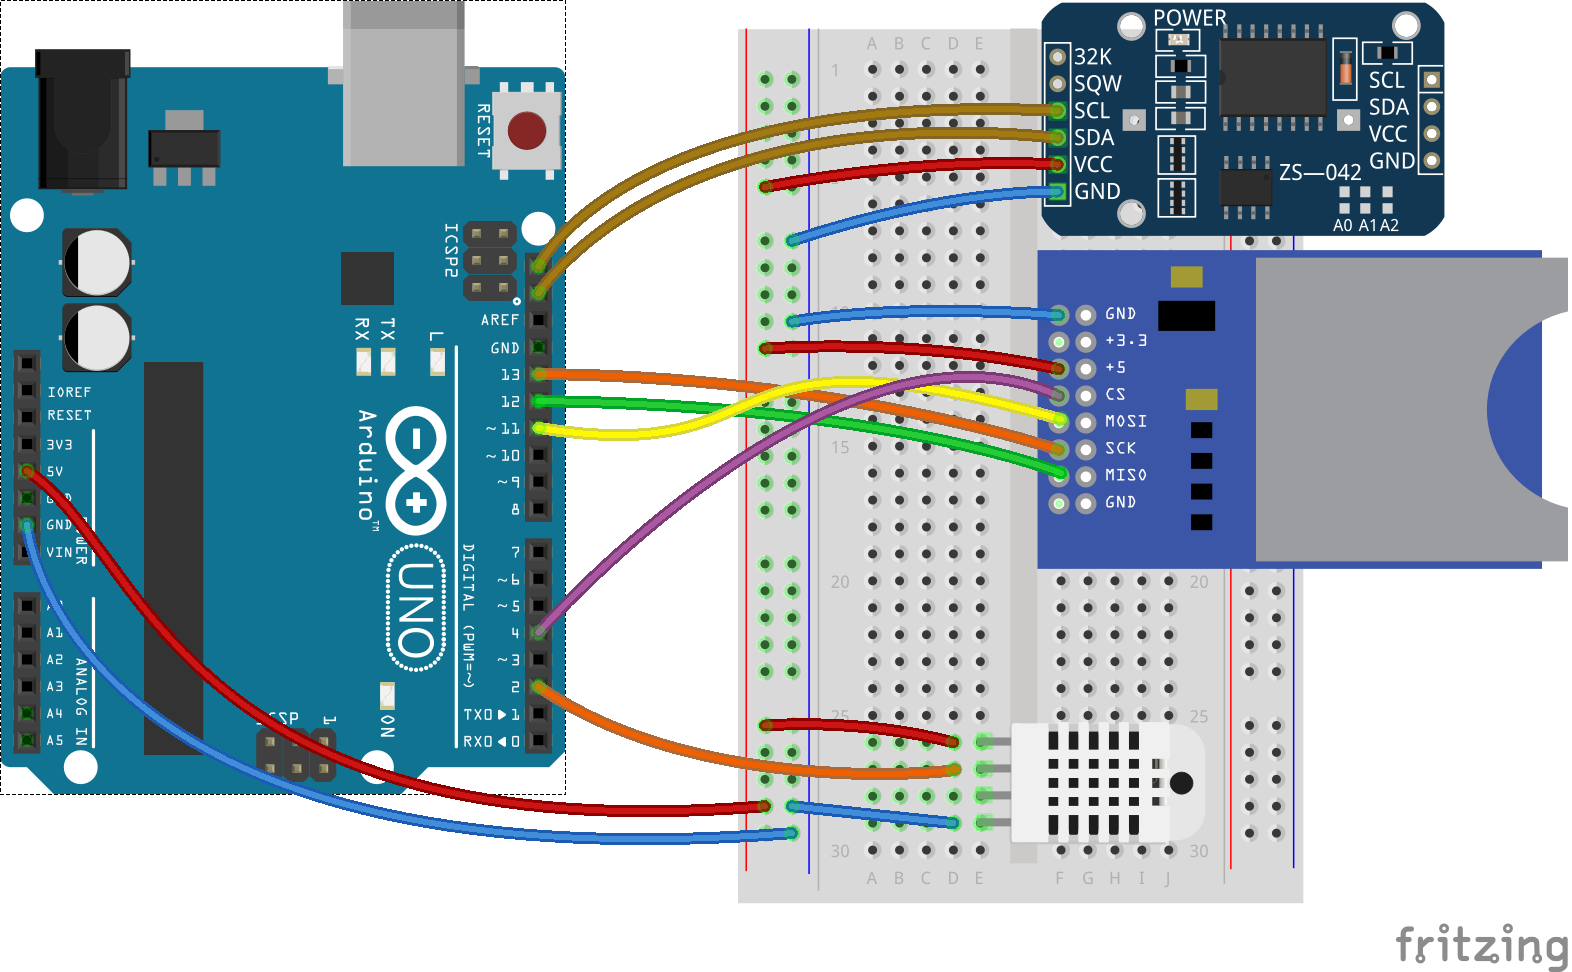 RESET
ICSP2
AREF
GND
13
12
~11
~10
~9
8
7
~6
~5
4
~3
2
TX0 1
RX0 0
DIGITAL (PWM=~)
RX
TX
L
Arduino™
UNO
ON
ICSP
1
IOREF
RESET
3V3
5V
GND
GND
VIN
POWER
A0
A1
A2
A3
A4
A5
ANALOG IN
A B C D E
1
10
15
20
25
30
A B C D E
20
25
30
F G H I J
POWER
32K
SQW
SCL
SDA
VCC
GND
SCL
SDA
VCC
GND
ZS—042
A0 A1 A2
GND
+3.3
+5
CS
MOSI
SCK
MISO
GND
fritzing